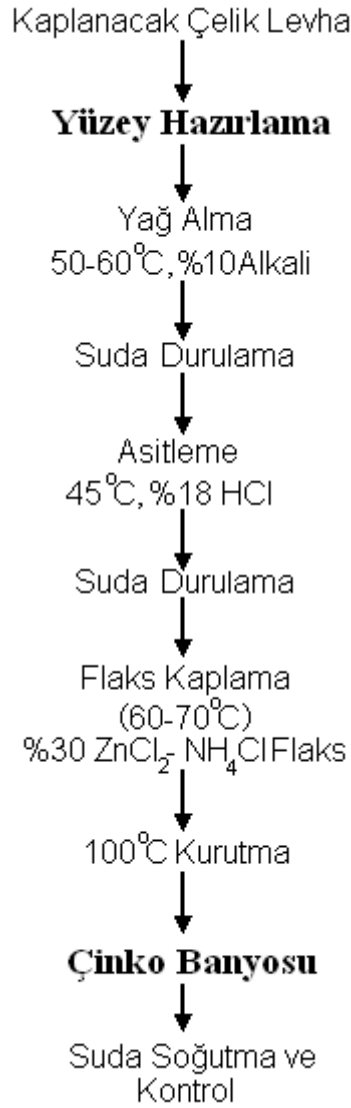 Kaplanacak Çelik Levha
Yüzey Hazırlama
Yağ Alma
50-60°C, %10Alkali
Suda Durulama
Asitleme
45°C, %18 HCl
Suda Durulama
Flaks Kaplama
(60-70°C)
%30 ZnCl₂- NH₄Cl Flaks
100°C Kurutma
Çinko Banyosu
Suda Soğutma ve
Kontrol